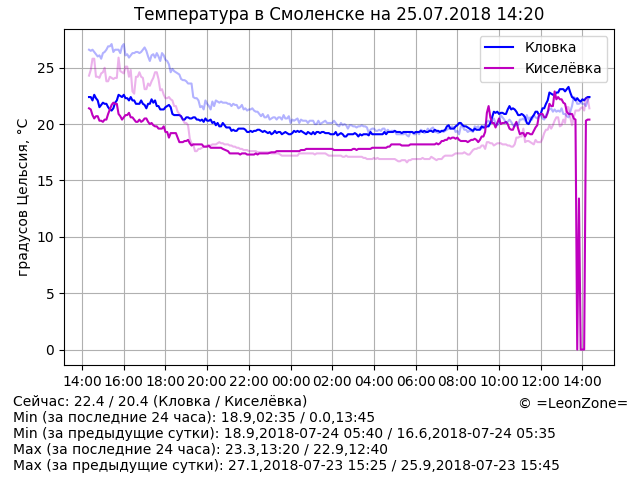 Температура в Смоленске на 25.07.2018 14:20
Кловка
Киселёвка
градусов Цельсия, °C
25
20
15
10
5
0
14:00 16:00 18:00 20:00 22:00 00:00 02:00 04:00 06:00 08:00 10:00 12:00 14:00
Сейчас: 22.4 / 20.4 (Кловка / Киселёвка)
© =LeonZone=
Min (за последние 24 часа): 18.9,02:35 / 0.0,13:45
Min (за предыдущие сутки): 18.9,2018-07-24 05:40 / 16.6,2018-07-24 05:35
Max (за последние 24 часа): 23.3,13:20 / 22.9,12:40
Max (за предыдущие сутки): 27.1,2018-07-23 15:25 / 25.9,2018-07-23 15:45